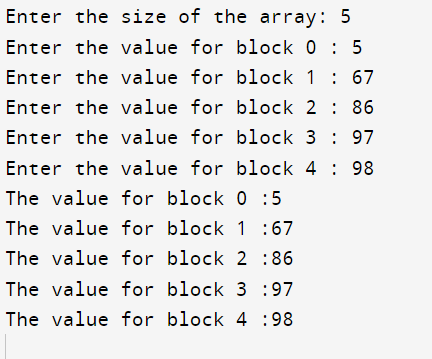 Enter the size of the array: 5
Enter the value for block 0 : 5
Enter the value for block 1 : 67
Enter the value for block 2 : 86
Enter the value for block 3 : 97
Enter the value for block 4 : 98
The value for block 0 :5
The value for block 1 :67
The value for block 2 :86
The value for block 3 :97
The value for block 4 :98